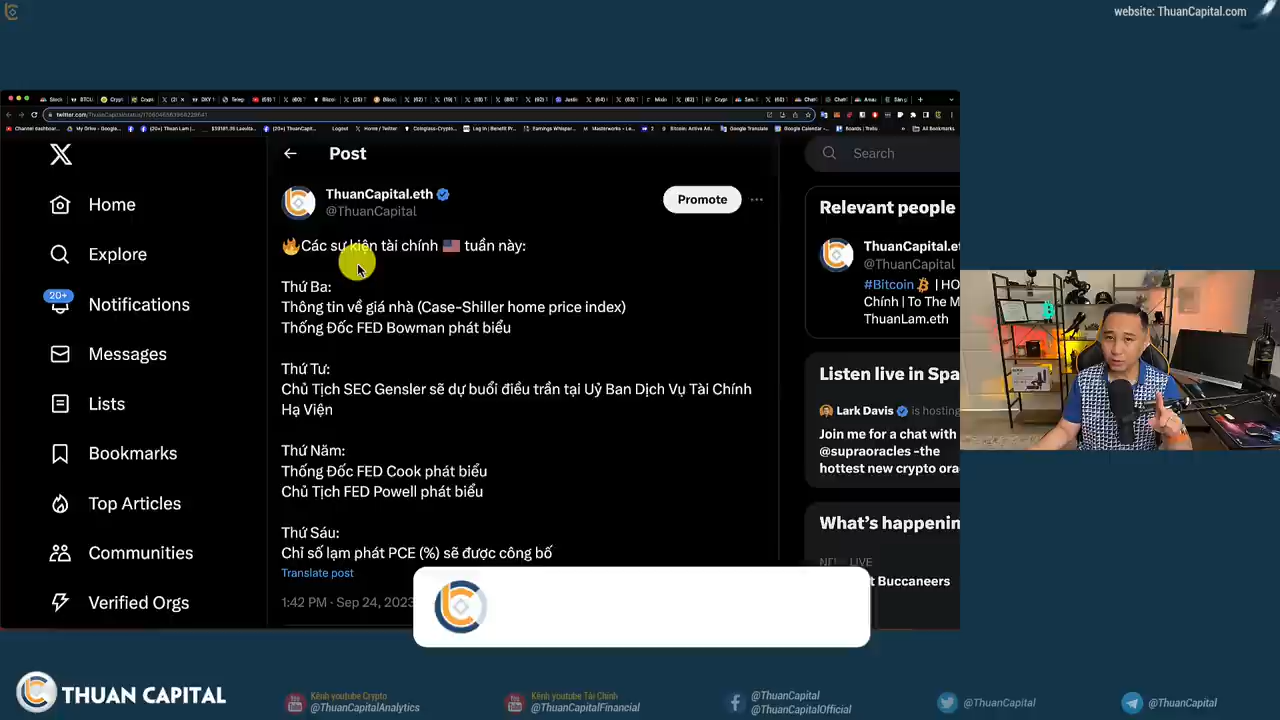 website: ThuanCapital.com
Post
ThuanCapital.eth
@ThuanCapital
Promote
🔥Các sự kiện tài chính 🇺🇸 tuần này:
Thứ Ba:
Thông tin về giá nhà (Case-Shiller home price index)
Thống Đốc FED Bowman phát biểu
Thứ Tư:
Chủ Tịch SEC Gensler sẽ dự buổi điều trần tại Uỷ Ban Dịch Vụ Tài Chính
Hạ Viện
Thứ Năm:
Thống Đốc FED Cook phát biểu
Chủ Tịch FED Powell phát biểu
Thứ Sáu:
Chỉ số lạm phát PCE (%) sẽ được công bố
Translate post
1:42 PM · Sep 24, 2023
Home
Explore
20+
Notifications
Messages
Lists
Bookmarks
Top Articles
Communities
Verified Orgs
Search
Relevant people
ThuanCapital.et
@ThuanCapital
#Bitcoin | HO
Chính | To The M
ThuanLam.eth
Listen live in Spa
Lark Davis is hosting
Join me for a chat with
@supraoracles -the
hottest new crypto ora
What's happenin
LIVE
t Buccaneers
THUAN CAPITAL
Kênh youtube Crypto
@ThuanCapitalAnalytics
Kênh youtube Tài Chính
@ThuanCapitalFinancial
@ThuanCapital
@ThuanCapitalOfficial
@ThuanCapital
@ThuanCapital